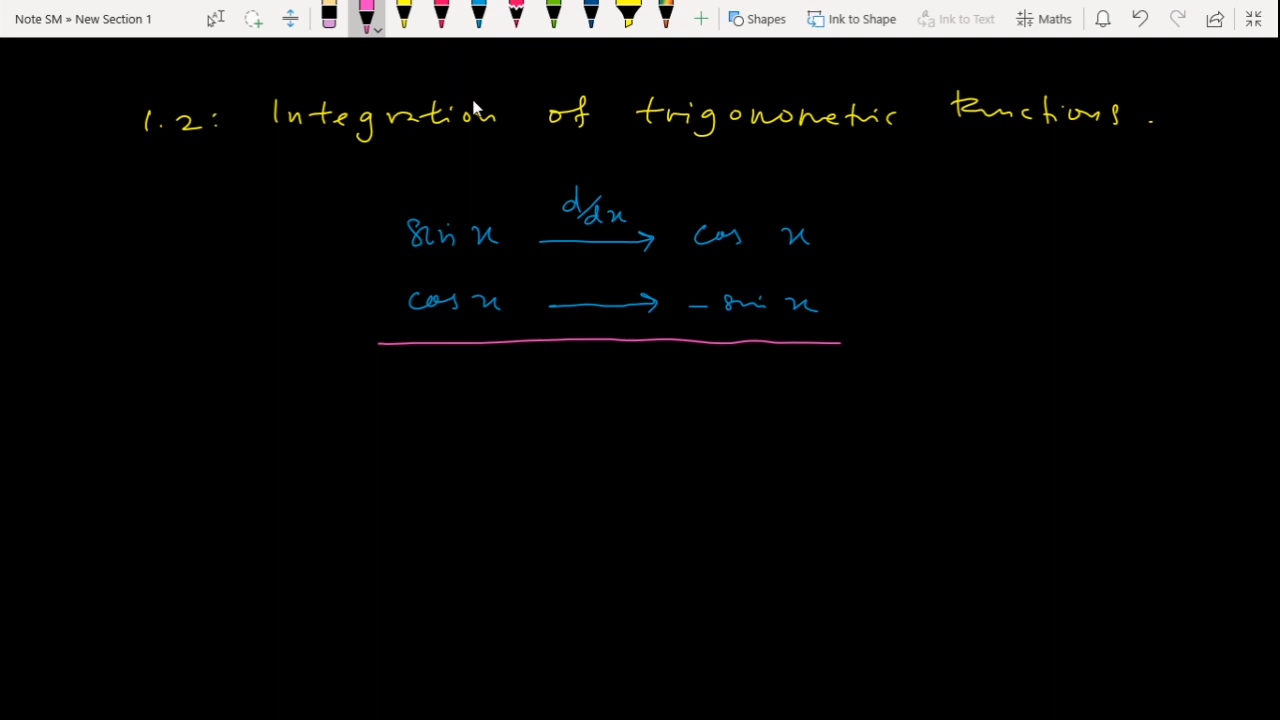 Note SM » New Section 1
Shapes
Ink to Shape
Ink to Text
Maths
1.2: Integration of trigonometric functions.
d/dx
sin x → cos x
cos x → - sin x